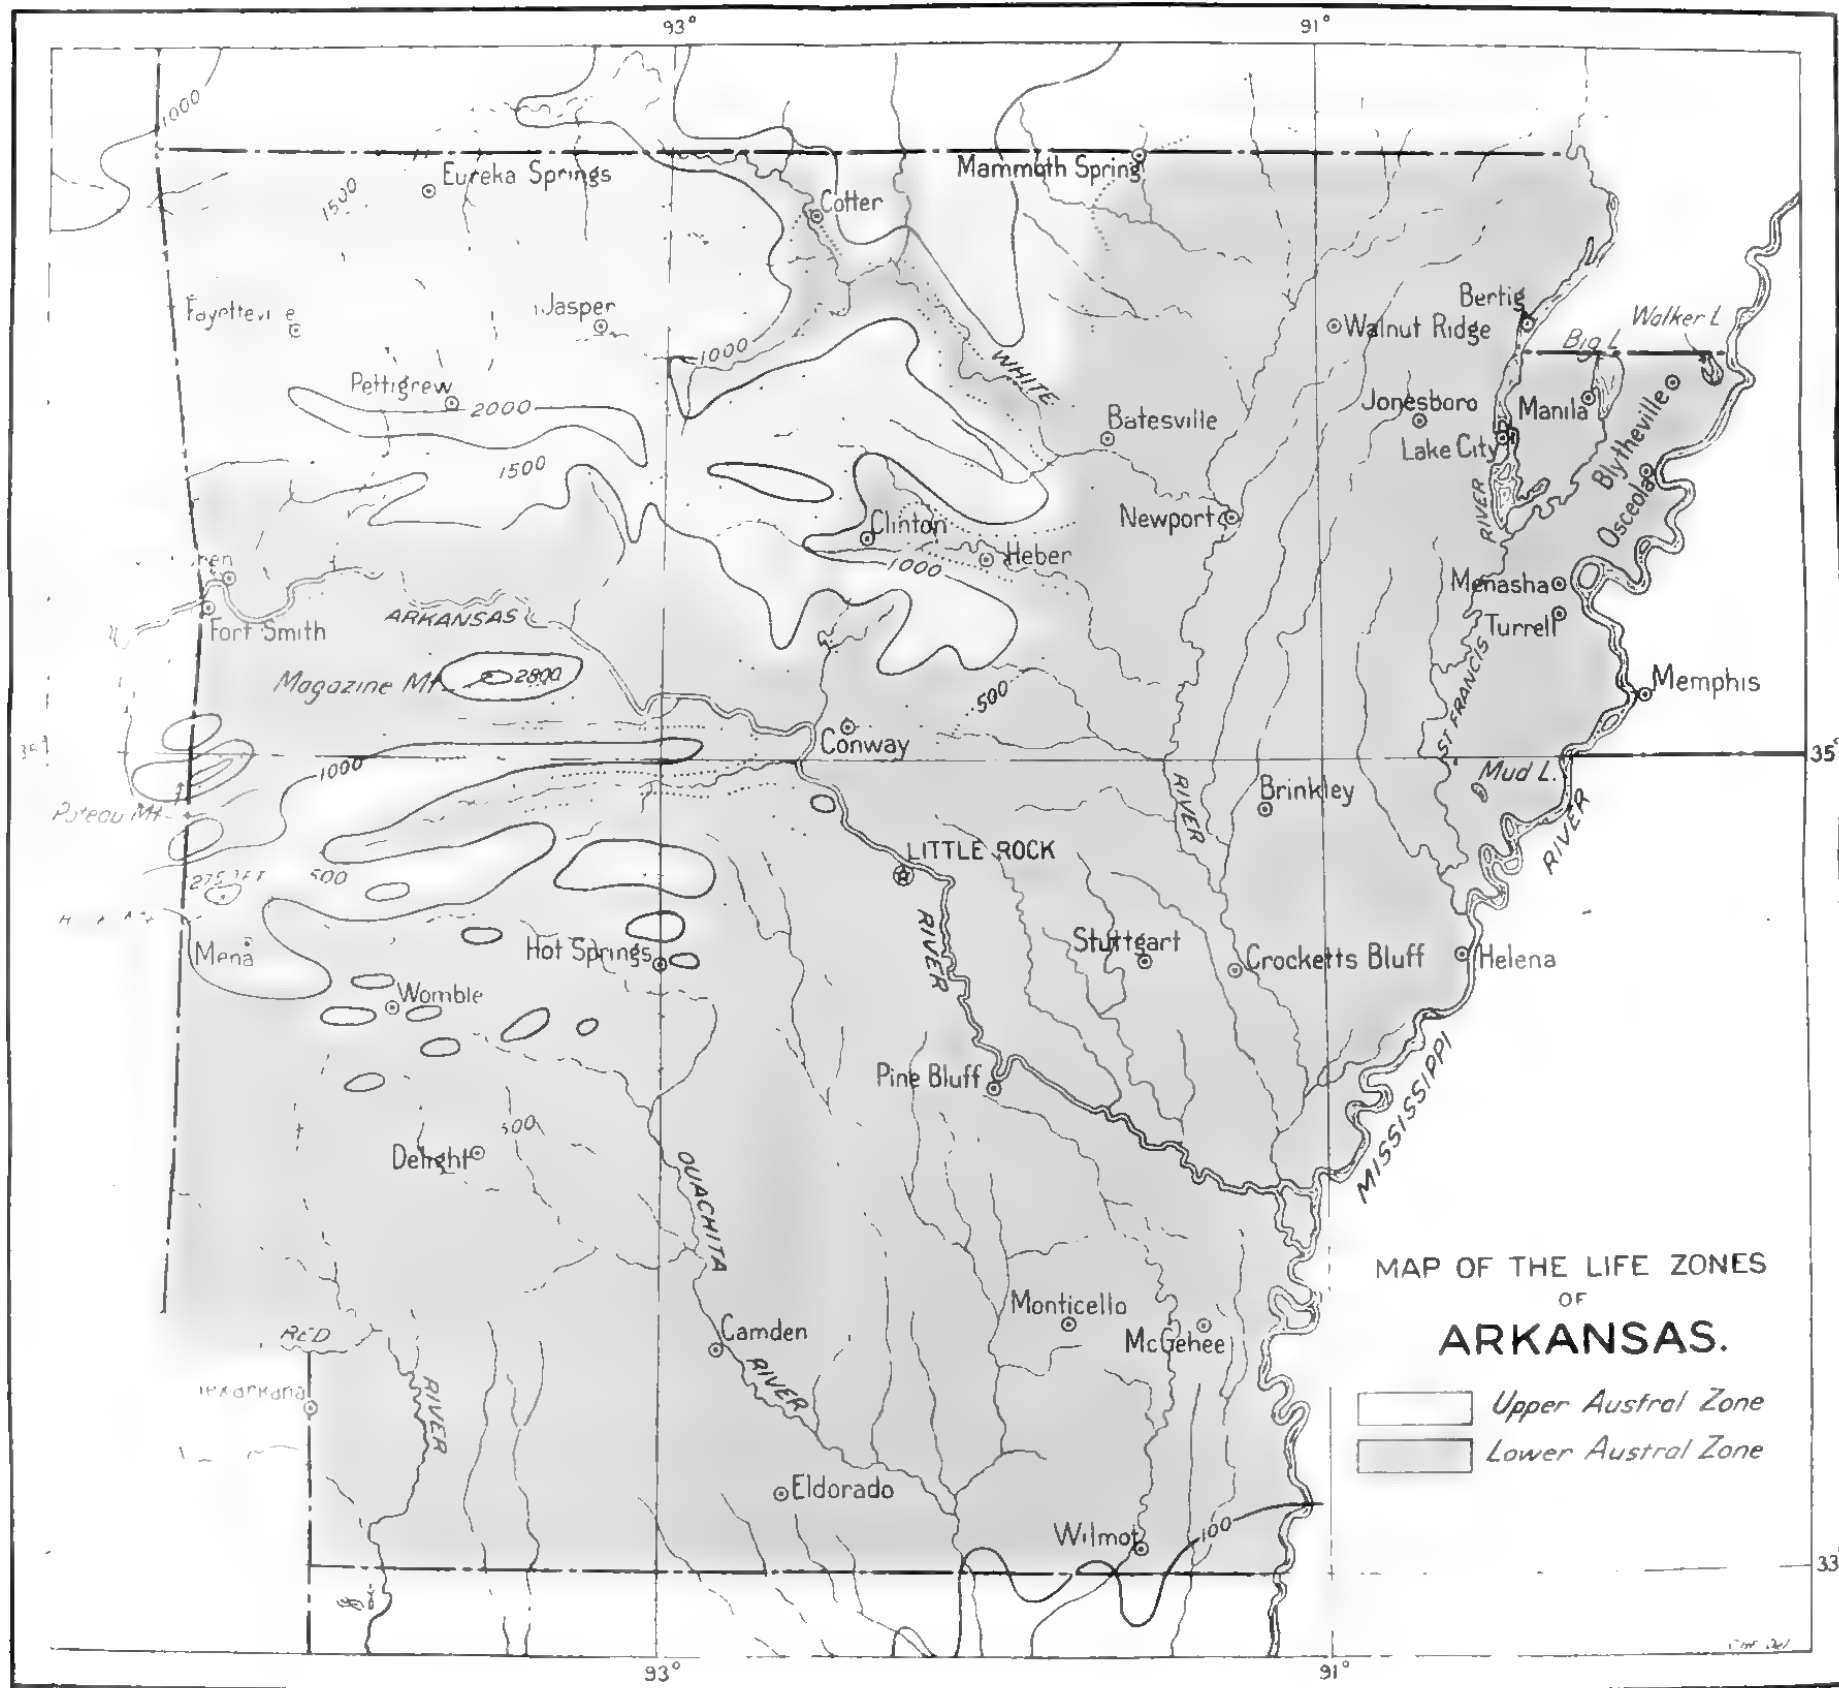 93°
91°
1000
Eureka Springs
1500
Mammoth Spring
Cotter
Jasper
Bertig
Walker L
Walnut Ridge
Big L
1000
WHITE
Pettigrew
2000
Jonesboro
Manila
Batesville
Lake City
Blytheville
1500
Newport
RIVER
Osceola
Clinton
Heber
1000
Menasha
ARKANSAS
Fort Smith
Turrell
Magazine Mt.
2800
500
ST FRANCIS
Memphis
Conway
35°
1000
RIVER
Mud L.
Brinkley
RIVER
LITTLE ROCK
500
RIVER
Mena
Hot Springs
Stuttgart
Crocketts Bluff
Helena
Womble
Pine Bluff
MISSISSIPPI
500
Delight
OUACHITA
MAP OF THE LIFE ZONES
OF
ARKANSAS.
Monticello
McGehee
RED
Camden
RIVER
RIVER
Texarkana
Upper Austral Zone
Lower Austral Zone
Eldorado
Wilmot
100
33
93°
91°